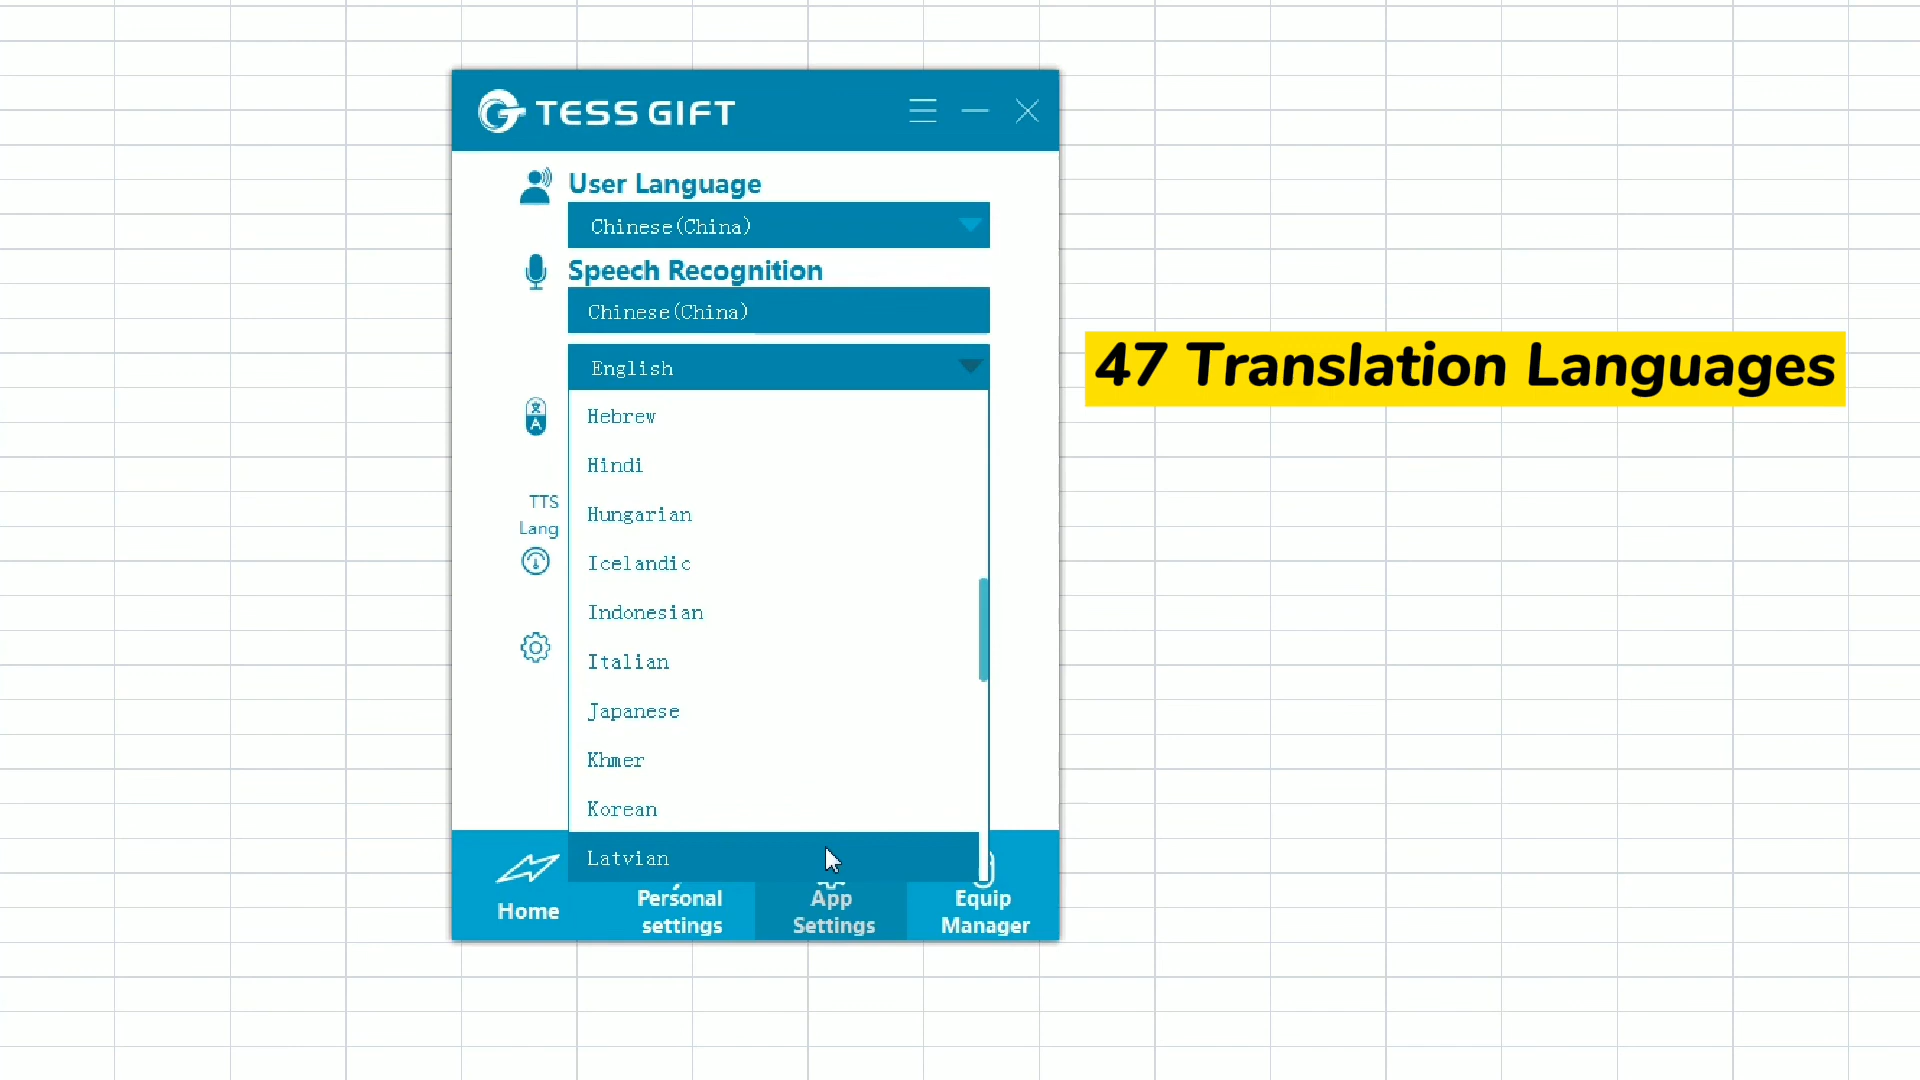 TESS GIFT
User Language
Chinese(China)
Speech Recognition
Chinese(China)
English
47 Translation Languages
Hebrew
Hindi
Hungarian
TTS
Lang
Icelandic
Indonesian
Italian
Japanese
Khmer
Korean
Latvian
Home
Personal
settings
App
Settings
Equip
Manager